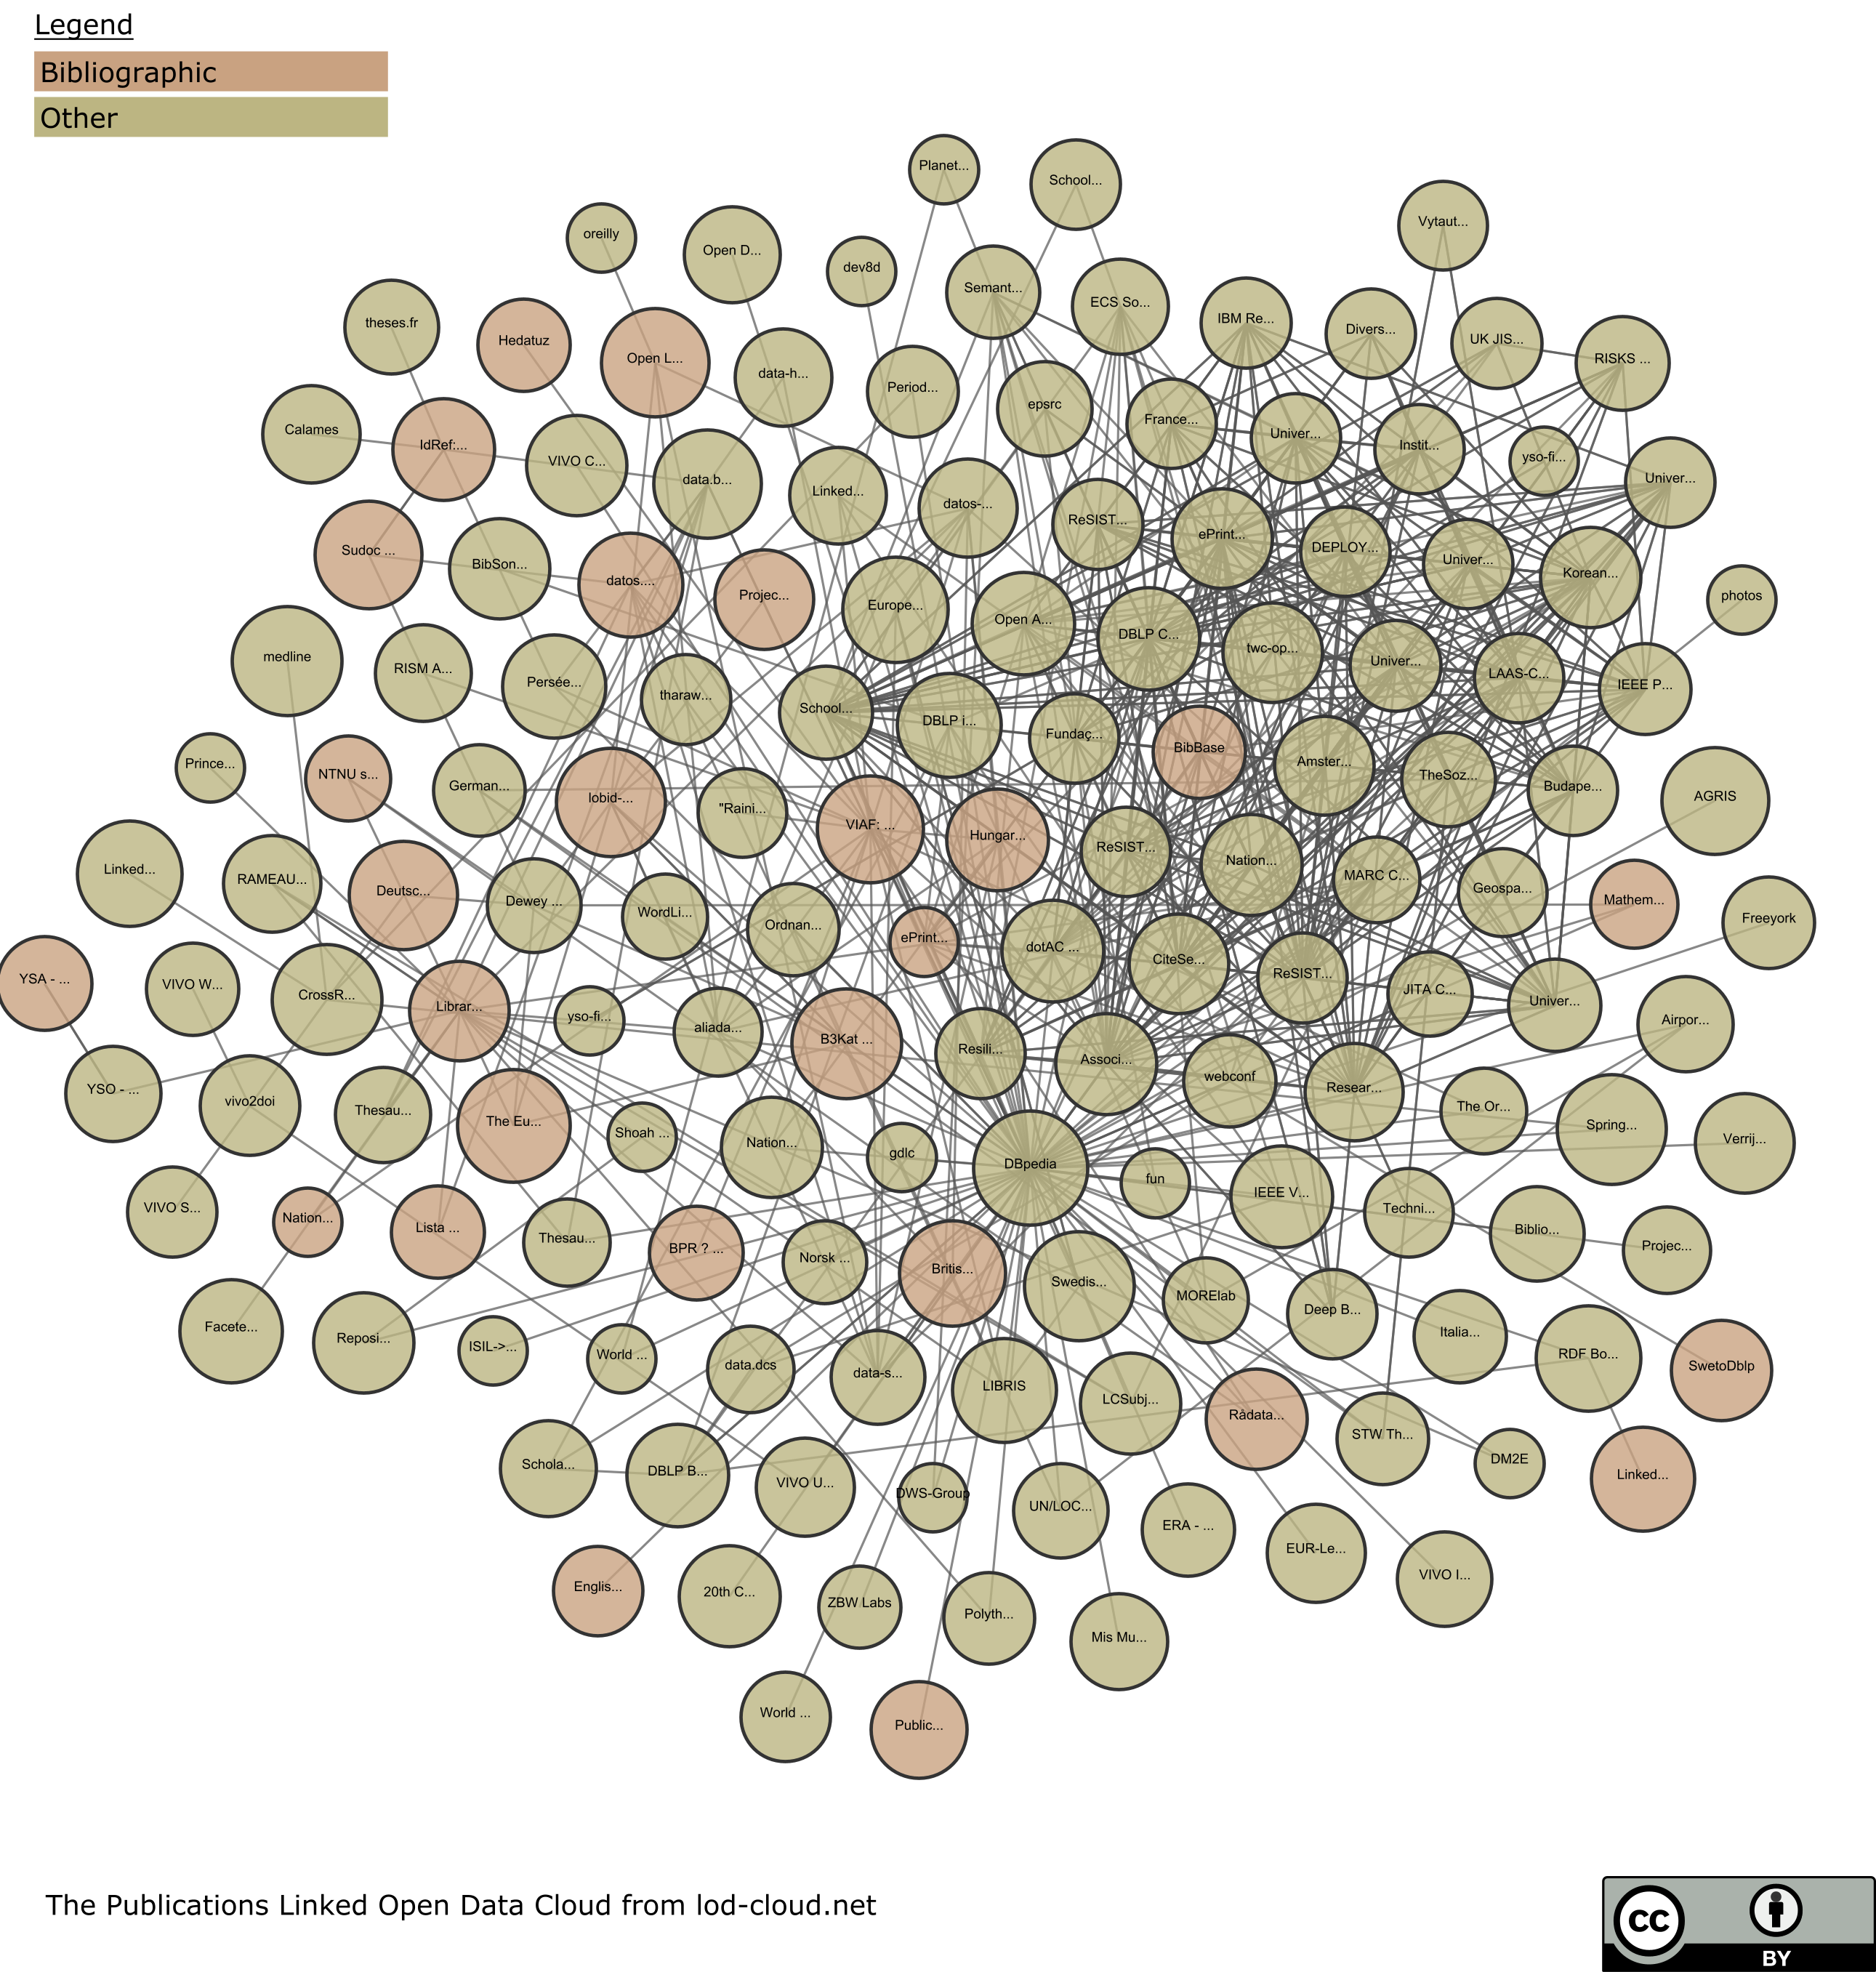 Legend
Bibliographic
Other
Planet...
School...
Vytaut...
oreilly
Open D...
dev8d
Semant...
ECS So...
IBM Re...
Divers...
UK JIS...
RISKS ...
theses.fr
Hedatuz
Open L...
data-h...
Period...
epsrc
France...
Univer...
Instit...
yso-fi...
Univer...
Calames
IdRef:...
VIVO C...
data.b...
Linked...
datos-...
ReSIST...
ePrint...
DEPLOY...
Univer...
Korean...
Sudoc ...
BibSon...
datos....
Projec...
Europe...
Open A...
DBLP C...
twc-op...
Univer...
LAAS-C...
IEEE P...
photos
medline
RISM A...
Persée...
tharaw...
School...
DBLP i...
Fundaç...
BibBase
Amster...
TheSoz...
Budape...
AGRIS
Prince...
NTNU s...
German...
lobid-...
"Raini...
VIAF: ...
Hungar...
ReSIST...
Nation...
MARC C...
Geospa...
Mathem...
Freeyork
Linked...
RAMEAU...
Deutsc...
Dewey ...
WordLi...
Ordnan...
ePrint...
dotAC ...
CiteSe...
ReSIST...
JITA C...
Univer...
Airpor...
YSA - ...
VIVO W...
CrossR...
Librar...
yso-fi...
aliada...
B3Kat ...
Resili...
Associ...
webconf
Resear...
The Or...
Spring...
Verrij...
YSO - ...
vivo2doi
Thesau...
The Eu...
Shoah ...
Nation...
gdlc
DBpedia
fun
IEEE V...
Techni...
Biblio...
Projec...
VIVO S...
Nation...
Lista ...
Thesau...
BPR ? ...
Norsk ...
Britis...
Swedis...
MORElab
Deep B...
Italia...
RDF Bo...
SwetoDblp
Facete...
Reposi...
ISIL->...
World ...
data.dcs
data-s...
LIBRIS
LCSubj...
Rådata...
STW Th...
DM2E
Linked...
Schola...
DBLP B...
VIVO U...
DWS-Group
UN/LOC...
ERA - ...
EUR-Le...
VIVO I...
Englis...
20th C...
ZBW Labs
Polyth...
Mis Mu...
World ...
Public...
The Publications Linked Open Data Cloud from lod-cloud.net
cc
BY